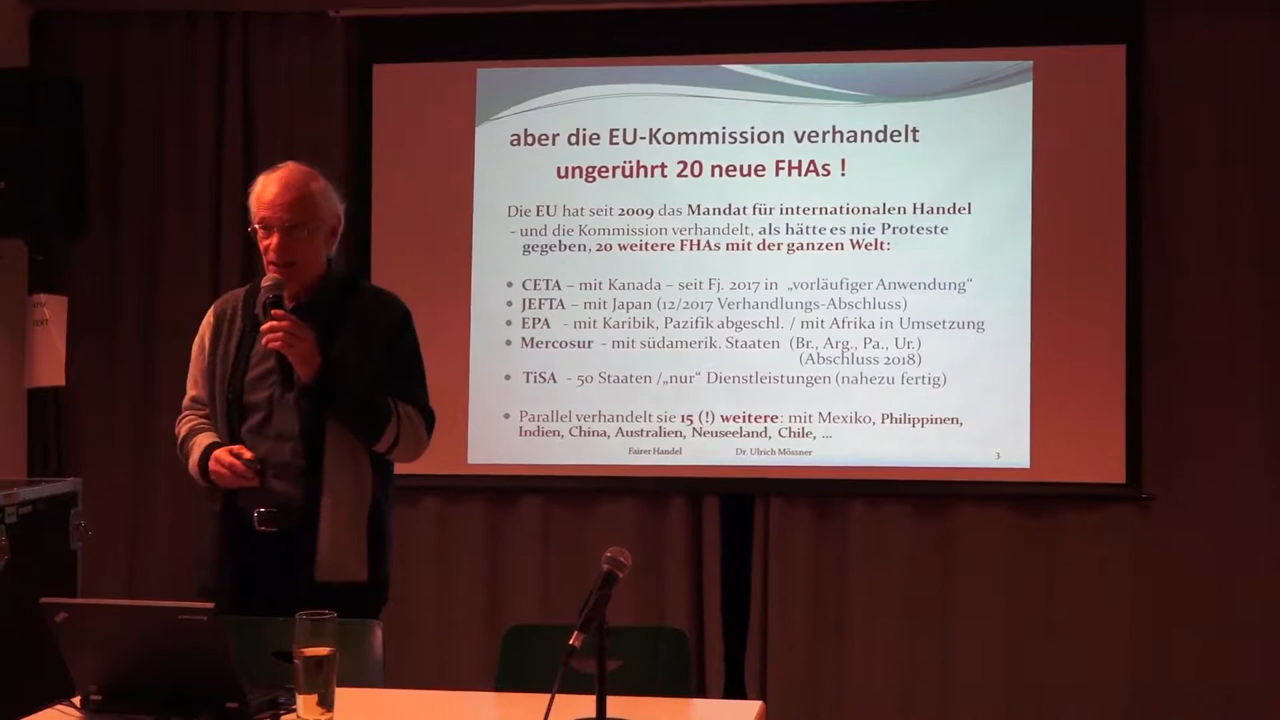 aber die EU-Kommission verhandelt
ungerührt 20 neue FHAs !
Die EU hat seit 2009 das Mandat für internationalen Handel
- und die Kommission verhandelt, als hätte es nie Proteste
gegeben, 20 weitere FHAs mit der ganzen Welt:
• CETA – mit Kanada – seit Fj. 2017 in „vorläufiger Anwendung“
• JEFTA – mit Japan (12/2017 Verhandlungs-Abschluss)
• EPA - mit Karibik, Pazifik abgeschl. / mit Afrika in Umsetzung
• Mercosur - mit südamerik. Staaten (Br., Arg., Pa., Ur.)
(Abschluss 2018)
• TiSA - 50 Staaten /„nur“ Dienstleistungen (nahezu fertig)
• Parallel verhandelt sie 15 (!) weitere: mit Mexiko, Philippinen,
Indien, China, Australien, Neuseeland, Chile, ...
Fairer Handel Dr. Ulrich Mössner 3